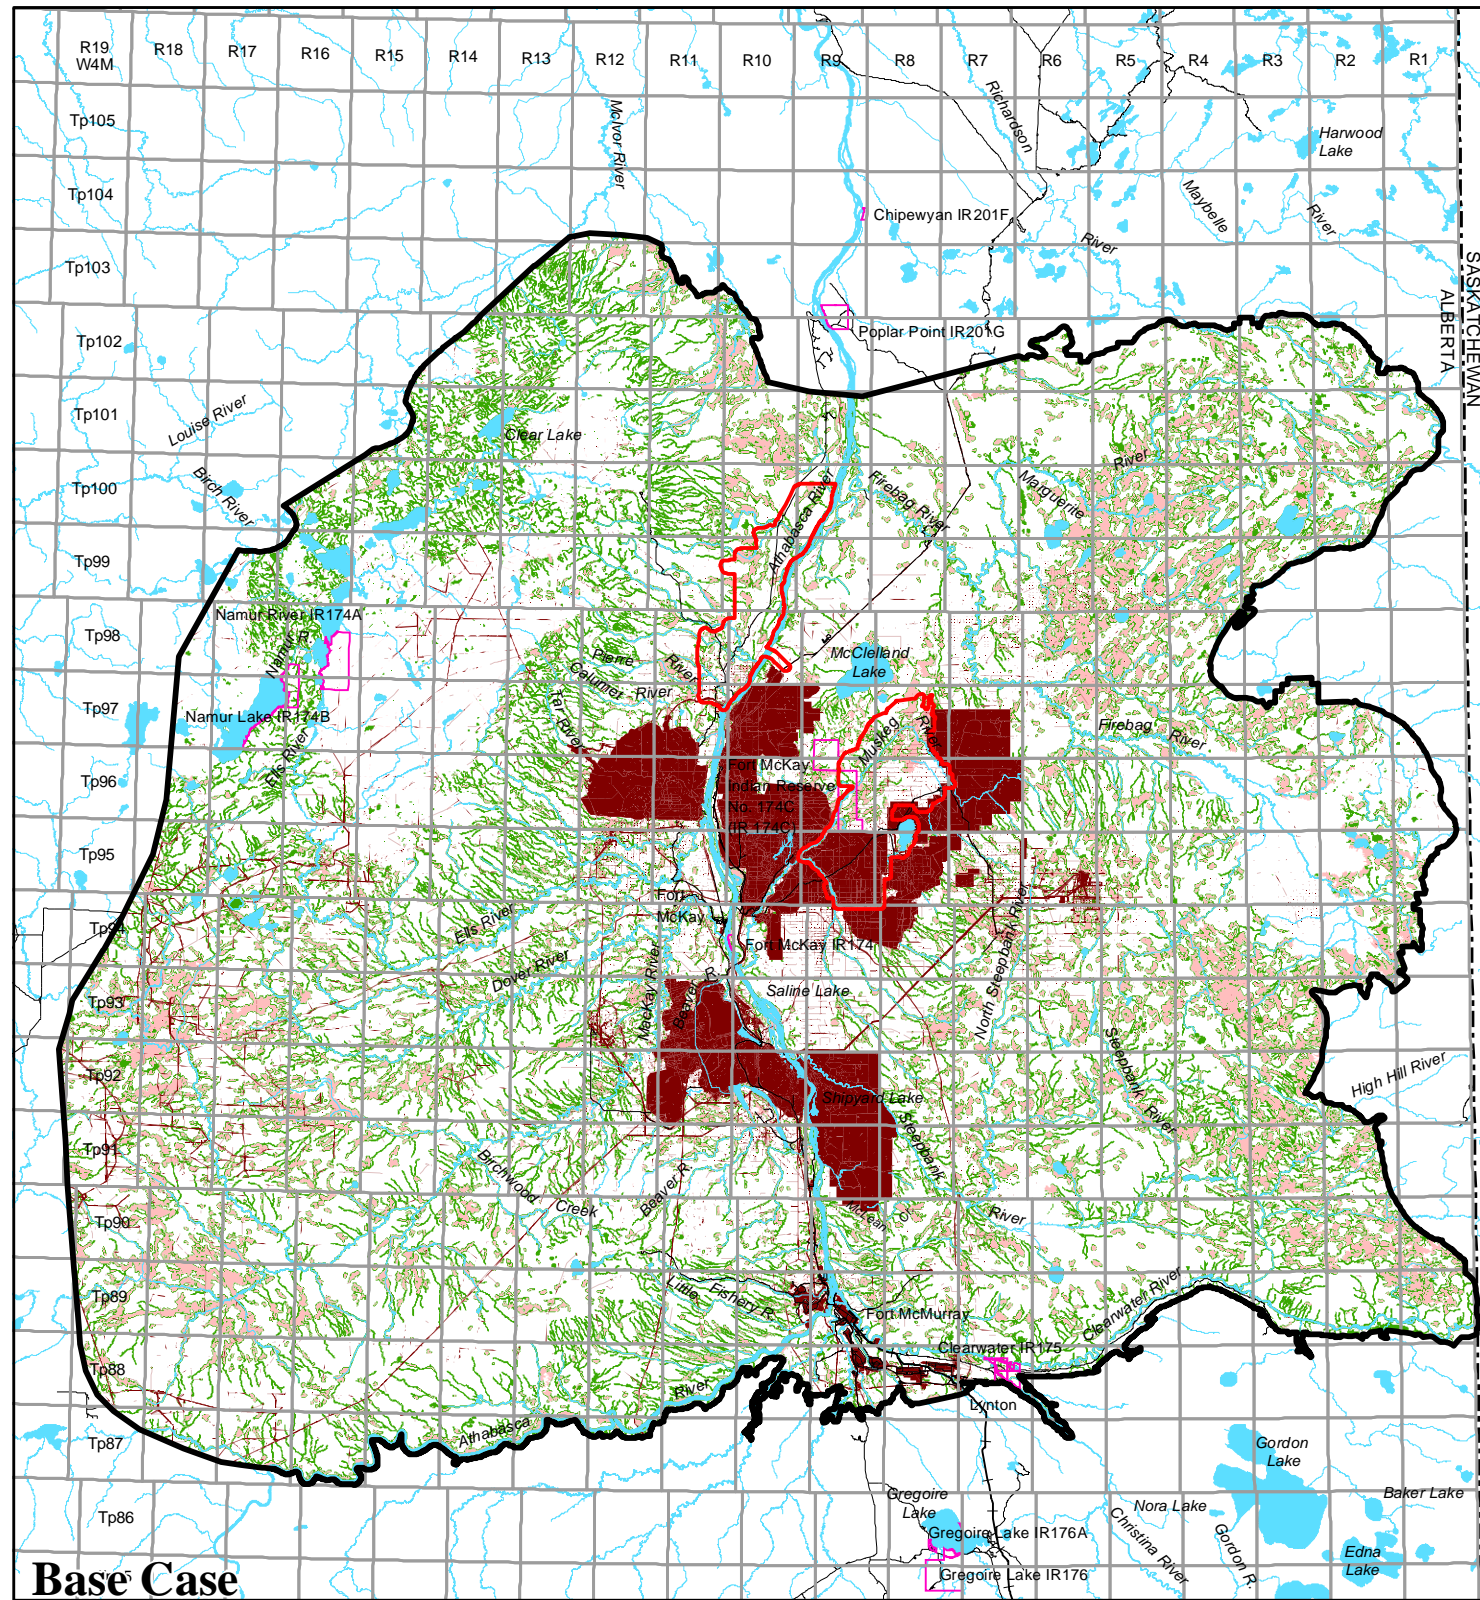 R19
W4M
R18
R17
R16
R15
R14
R13
R12
R11
R10
R9
R8
R7
R6
R5
R4
R3
R2
R1
Tp105
McIvor River
Richardson
Harwood
Lake
Tp104
Chipewyan IR201F
River
Maybelle
River
Tp103
SASKATCHEWAN
ALBERTA
Tp102
Poplar Point IR201G
Tp101
Louise River
Clear Lake
Tp100
Birch River
Athabasca River
Firebag River
Marguerite
River
Tp99
Namur River IR174A
Tp98
Namur R.
Pierre
River
Calumet River
McClelland
Lake
Tp97
Namur Lake IR174B
Tar River
Muskeg
River
Firebag River
Ells River
Tp96
Fort McKay
Indian Reserve
No. 174C
(IR 174C)
Tp95
Fort
McKay
Tp94
Ells River
Fort McKay IR174
North Steepbank River
Dover River
MacKay River
Beaver R.
Saline Lake
Tp93
Tp92
Steepbank River
High Hill River
Shipyard Lake
Steepbank
River
Tp91
Birchwood
Creek
Beaver R.
McLean Cr.
Tp90
Tp89
Little
Fishery R.
Fort McMurray
Clearwater River
Clearwater IR175
Tp88
River
Athabasca
Lynton
Tp87
Gordon
Lake
Gregoire
Lake
Nora Lake
Baker Lake
Tp86
Gregoire Lake IR176A
Christina River
Gordon R.
Edna
Lake
Gregoire Lake IR176
Base Case